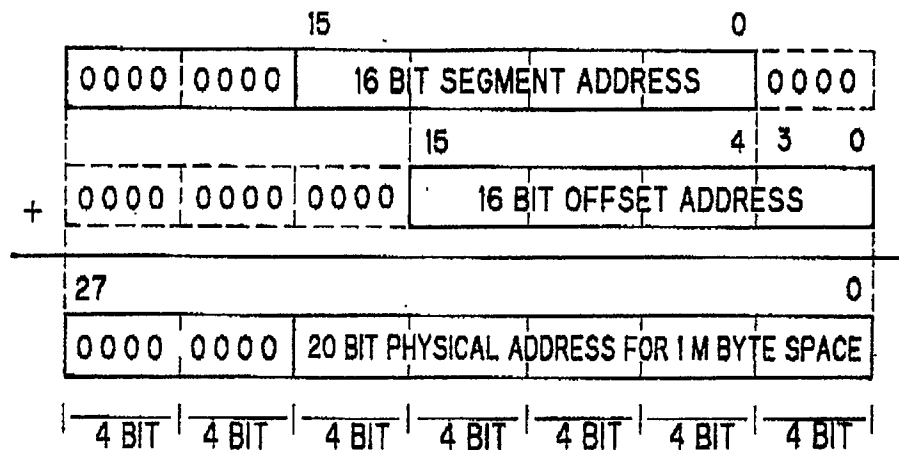 15 0
0000 0000 16 BIT SEGMENT ADDRESS 0000
15 4 3 0
+ 0000 0000 0000 16 BIT OFFSET ADDRESS
27 0
0000 0000 20 BIT PHYSICAL ADDRESS FOR 1 M BYTE SPACE
4 BIT 4 BIT 4 BIT 4 BIT 4 BIT 4 BIT 4 BIT